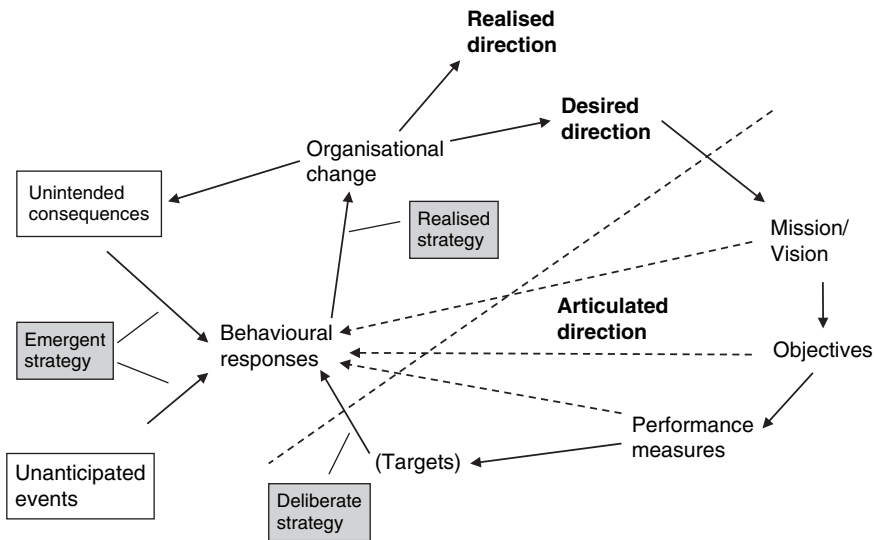 Realised
direction
Desired
direction
Organisational
change
Unintended
consequences
Realised
strategy
Mission/
Vision
Articulated
direction
Emergent
strategy
Behavioural
responses
Objectives
Performance
measures
(Targets)
Unanticipated
events
Deliberate
strategy